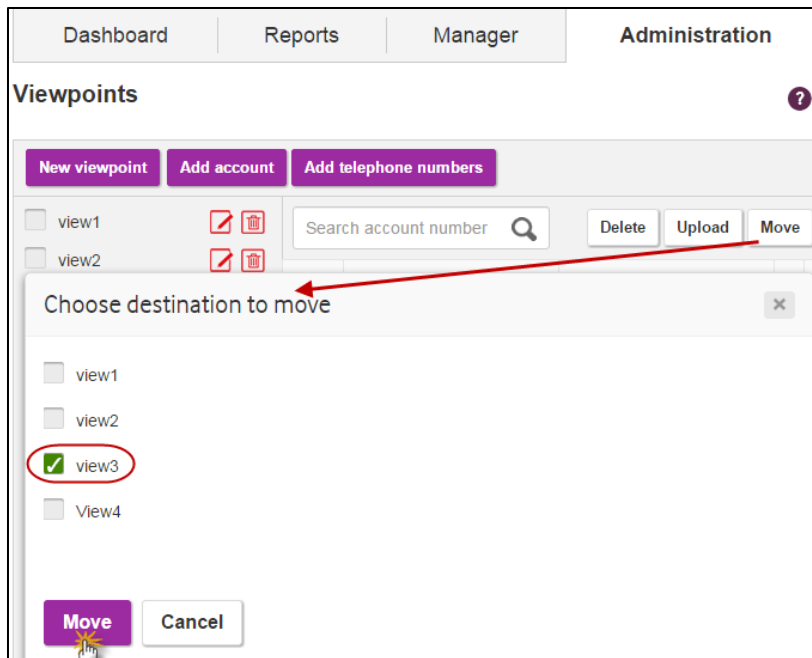 Dashboard Reports Manager Administration
Viewpoints ?
New viewpoint Add account Add telephone numbers
view1 Search account number Delete Upload Move
view2
Choose destination to move ×
view1
view2
view3
View4
Move Cancel